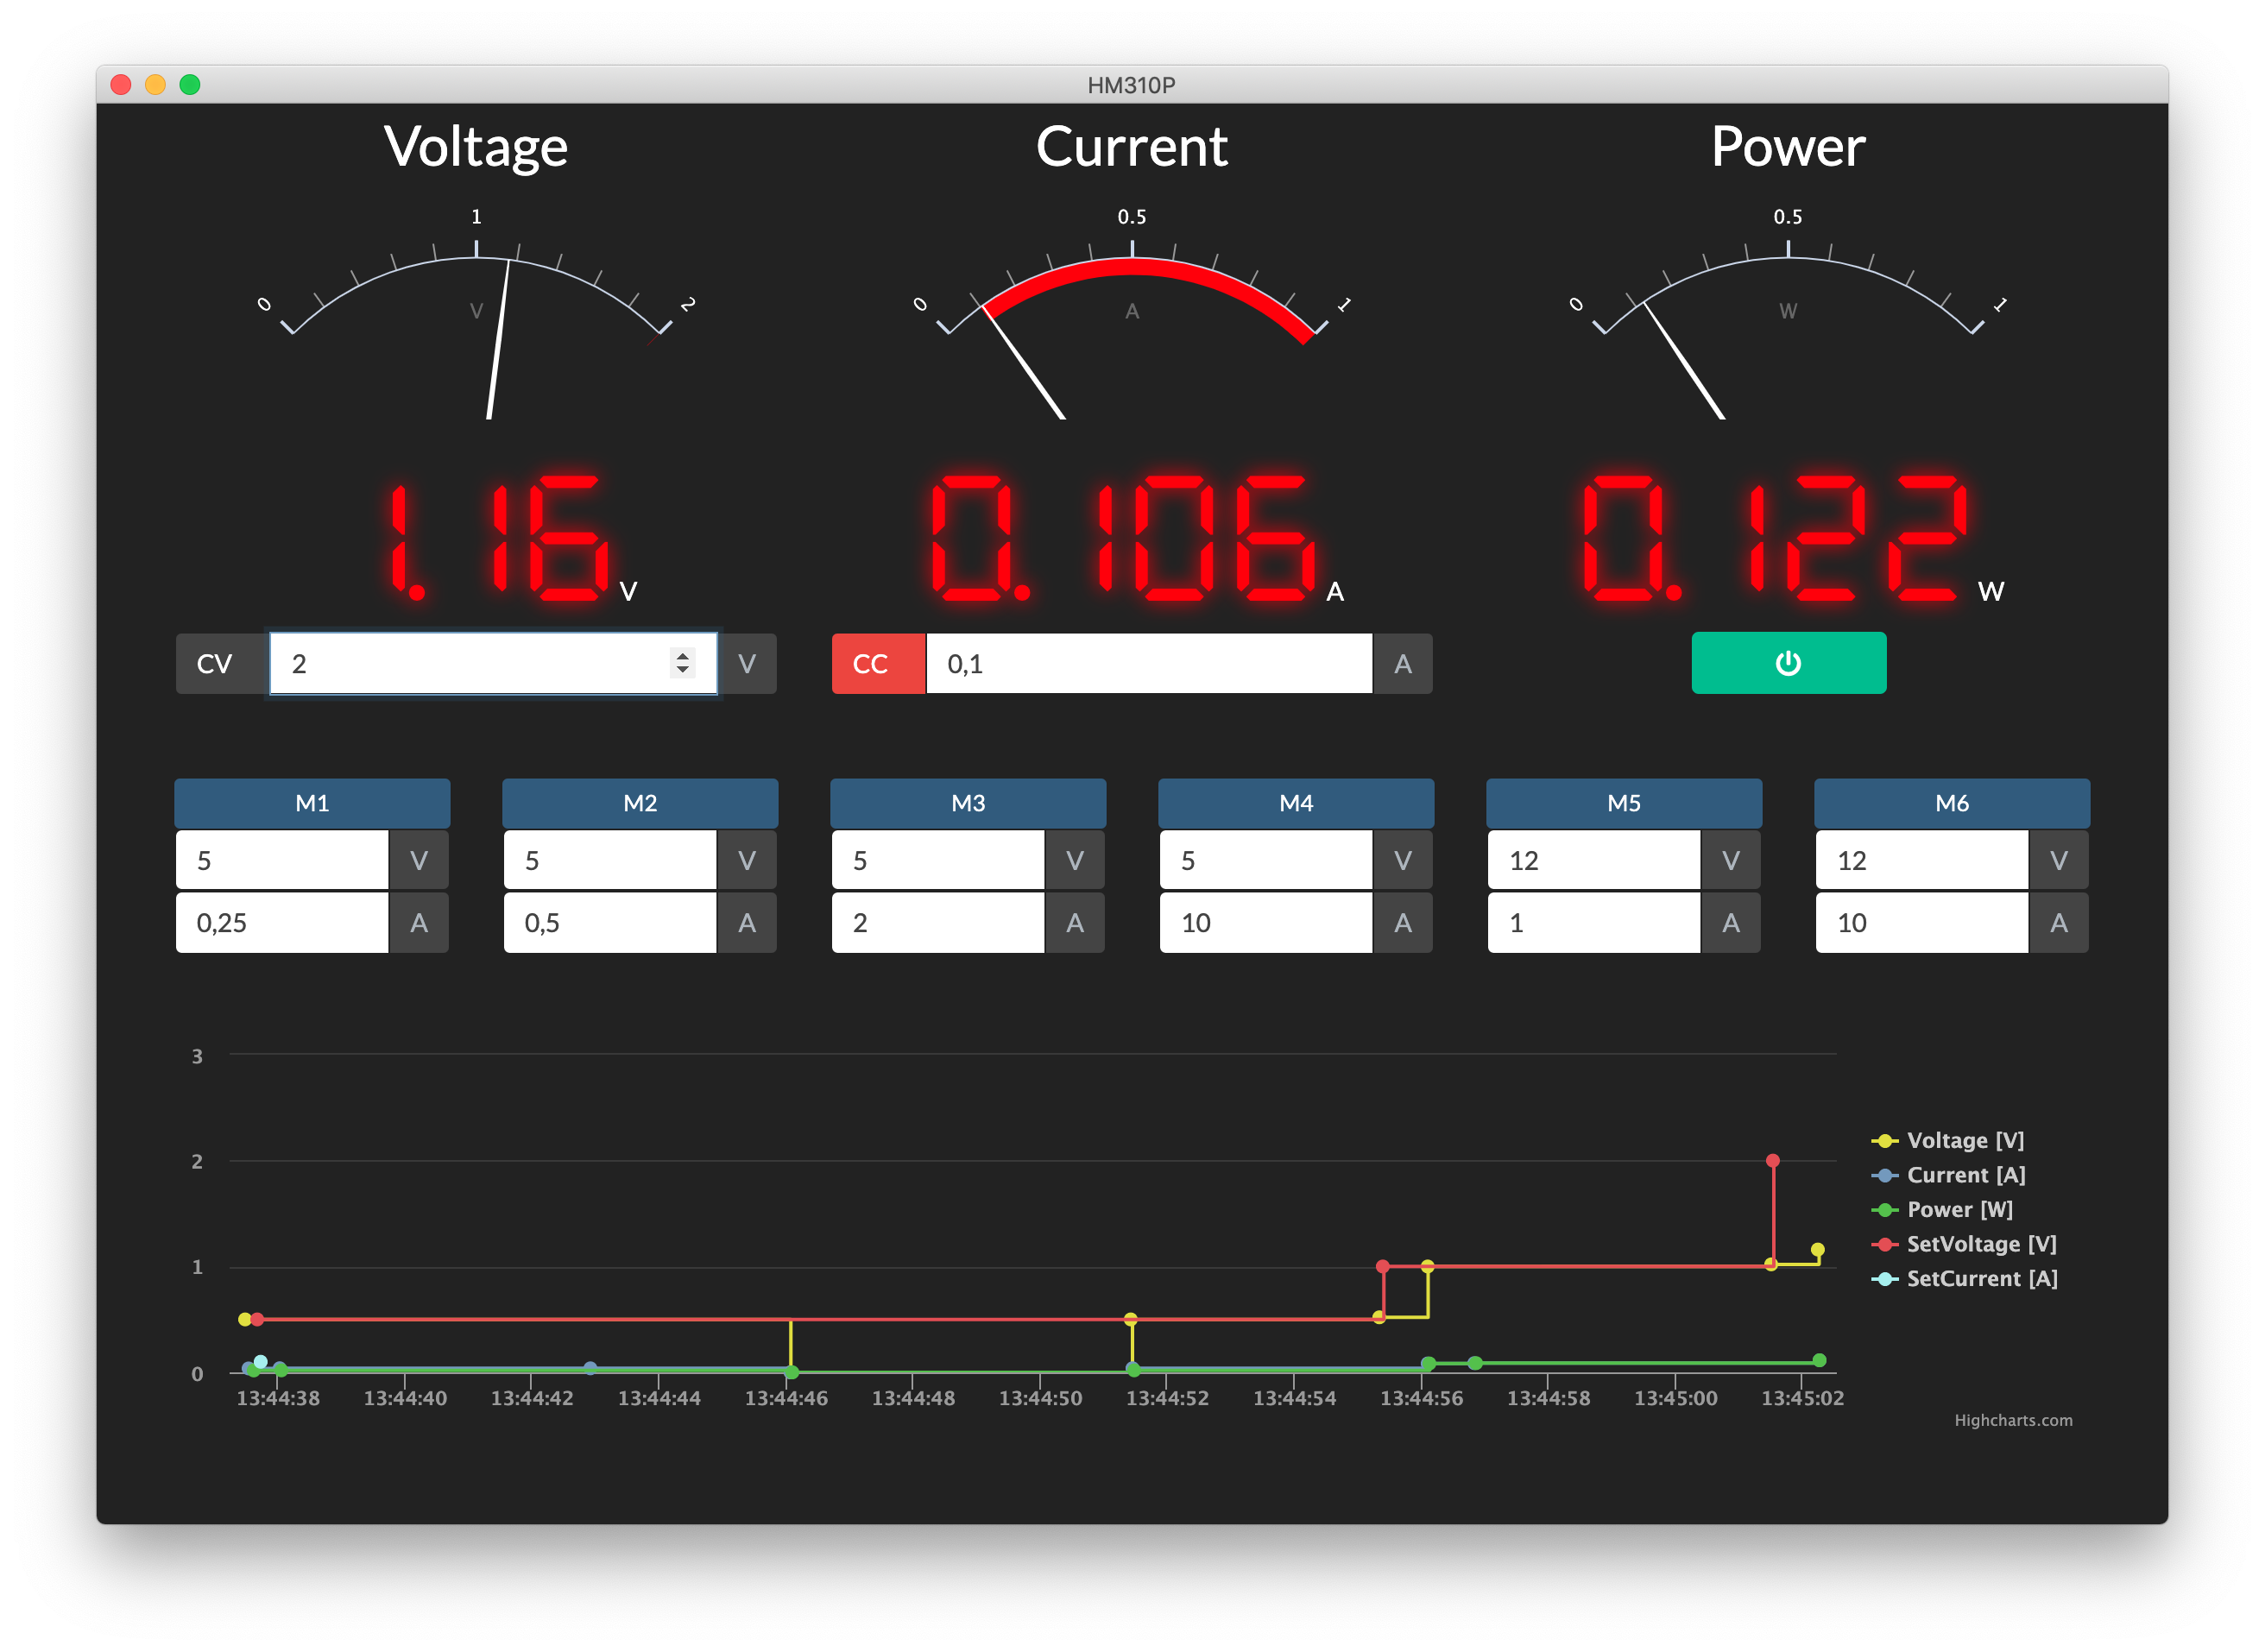 HM310P
Voltage Current Power
1 0.5 0.5
0 V 2 0 A 1 0 W 1
1.16 V 0.106 A 0.122 W
CV 2 V CC 0,1 A
M1 M2 M3 M4 M5 M6
5 V 5 V 5 V 5 V 12 V 12 V
0,25 A 0,5 A 2 A 10 A 1 A 10 A
3
2
1
0
13:44:38 13:44:40 13:44:42 13:44:44 13:44:46 13:44:48 13:44:50 13:44:52 13:44:54 13:44:56 13:44:58 13:45:00 13:45:02
Voltage [V]
Current [A]
Power [W]
SetVoltage [V]
SetCurrent [A]
Highcharts.com